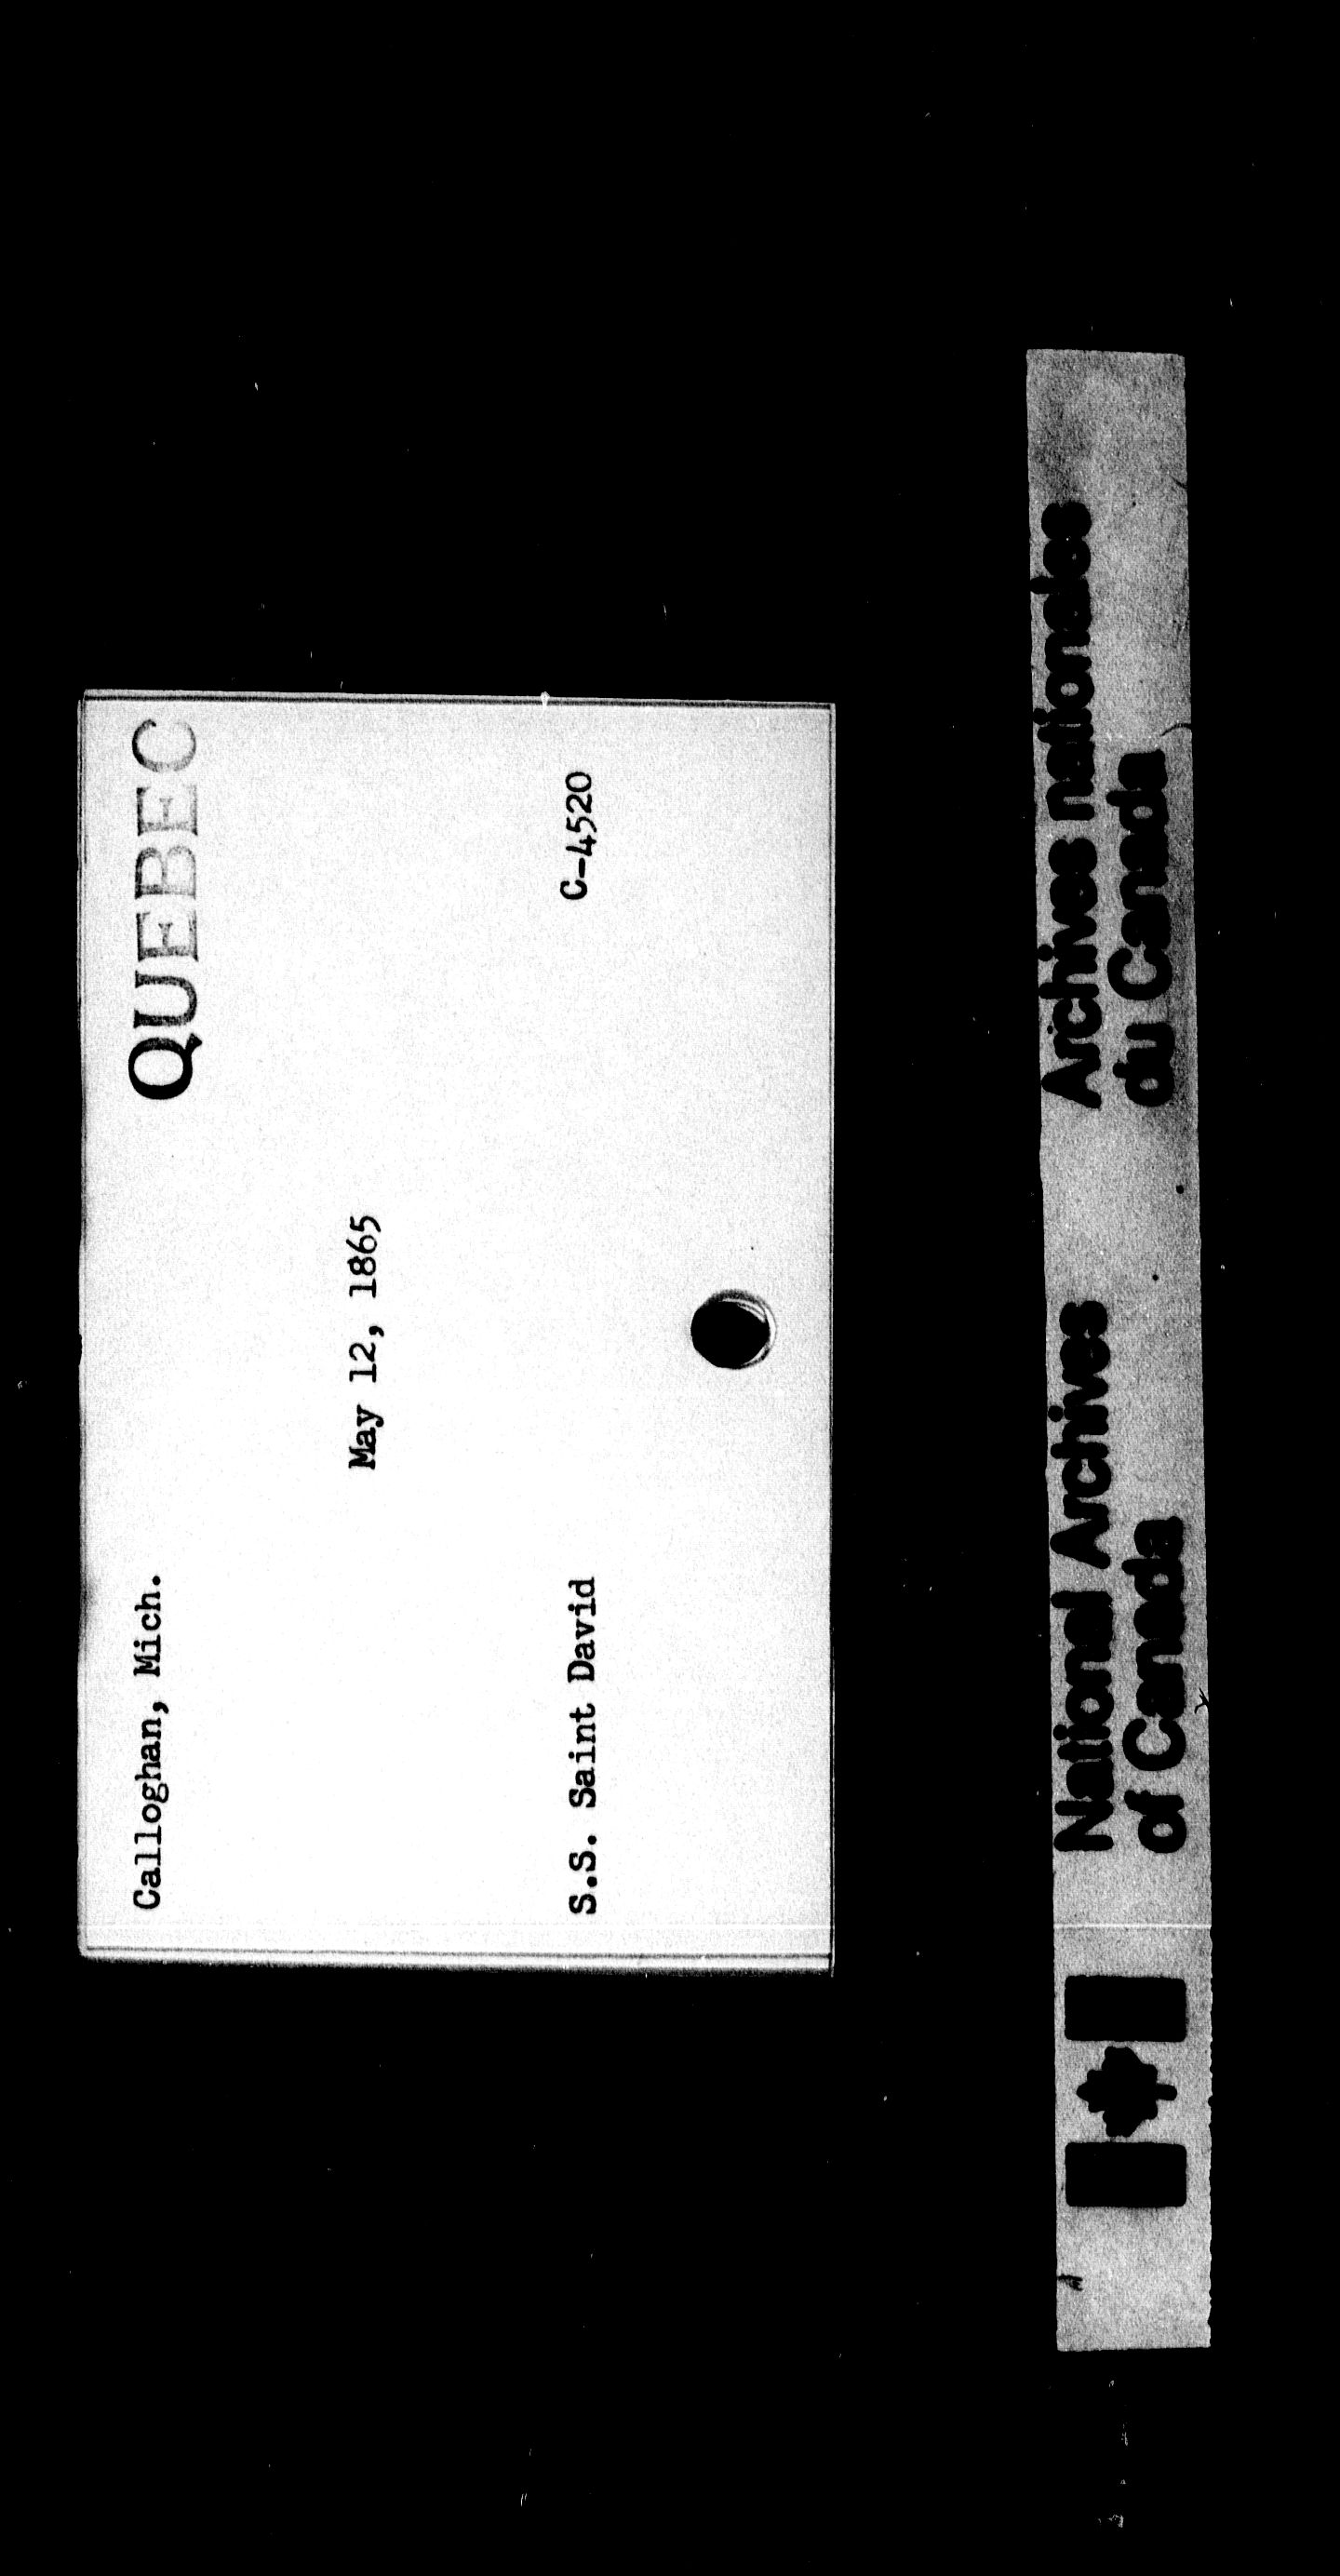 Calloghan, Mich. QUEBEC
May 12, 1865
S.S. Saint David C-4520
National Archives
of Canada
Archives nationales
du Canada